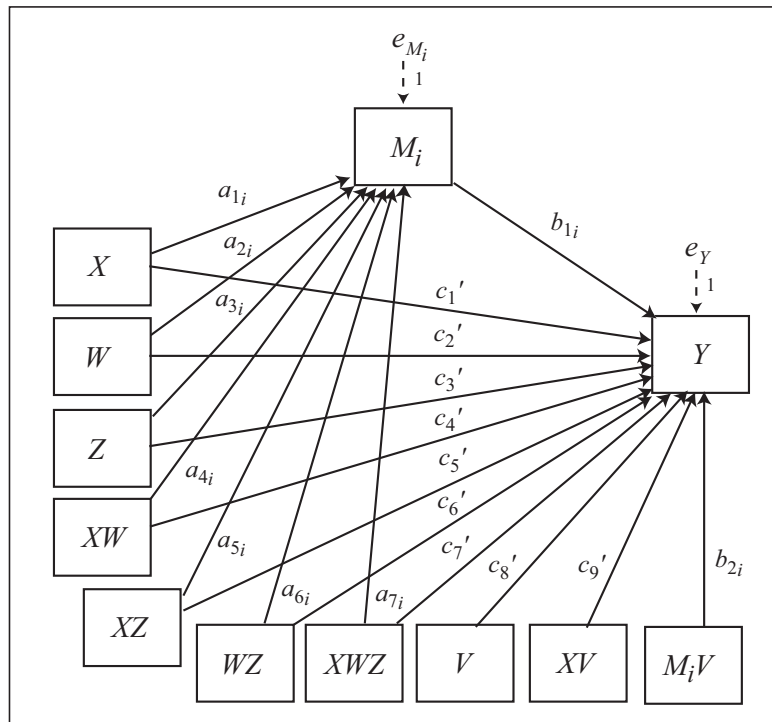 e_{M_i}
1
M_i
a_{1i}
a_{2i}
a_{3i}
b_{1i}
e_Y
1
X
c_1′
W
c_2′
Y
Z
c_3′
c_4′
XW
a_{4i}
c_5′
c_6′
a_{5i}
c_7′
c_8′
c_9′
b_{2i}
XZ
a_{6i}
a_{7i}
WZ
XWZ
V
XV
M_iV